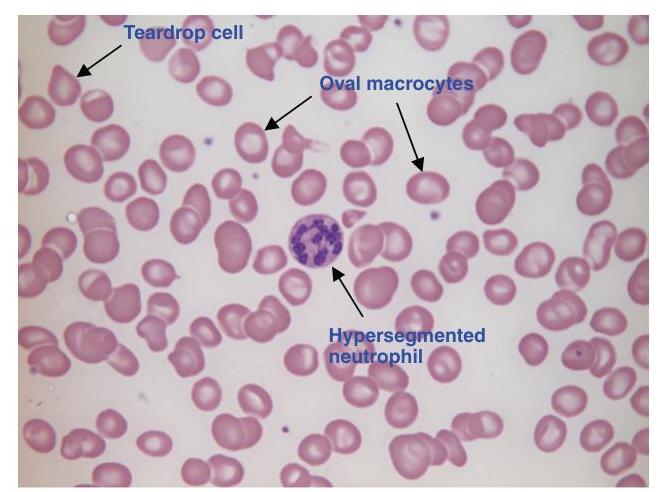 Teardrop cell
Oval macrocytes
Hypersegmented
neutrophil